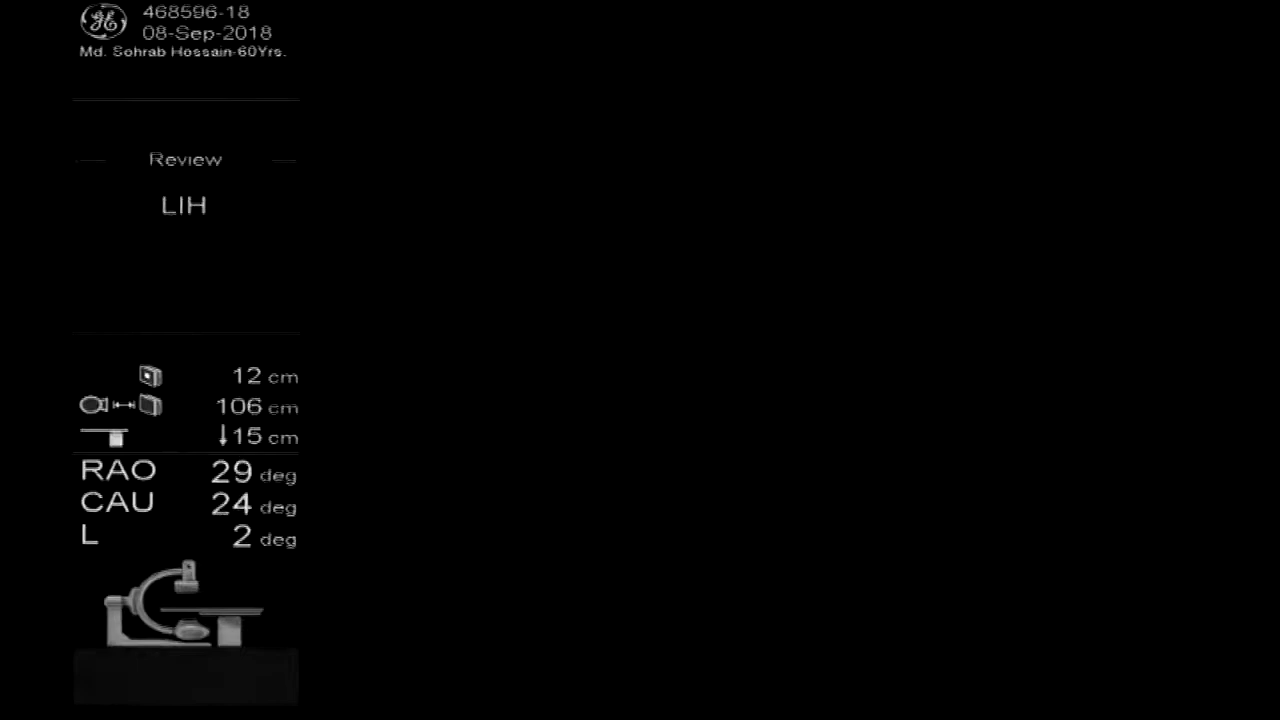 468596-18
08-Sep-2018
Md. Sohrab Hossain-60Yrs.
Review
LIH
12 cm
106 cm
↓15 cm
RAO 29 deg
CAU 24 deg
L 2 deg